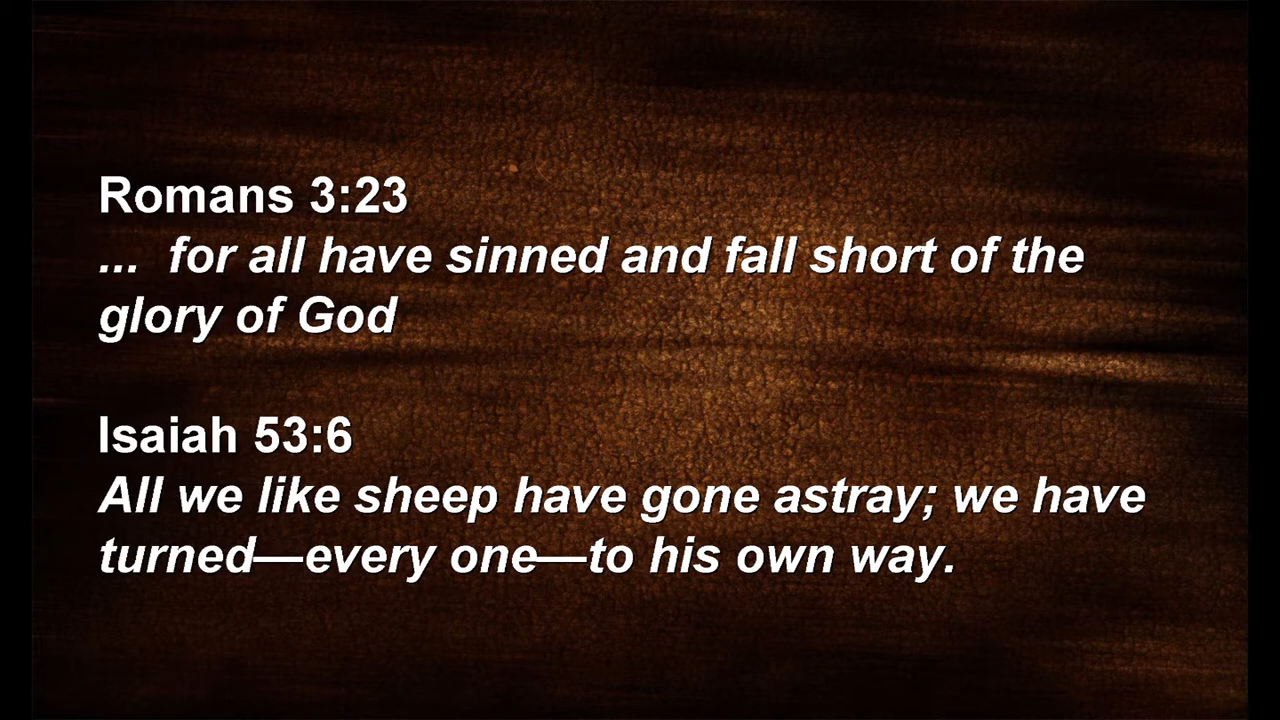 Romans 3:23
...  for all have sinned and fall short of the
glory of God
Isaiah 53:6
All we like sheep have gone astray; we have
turned—every one—to his own way.